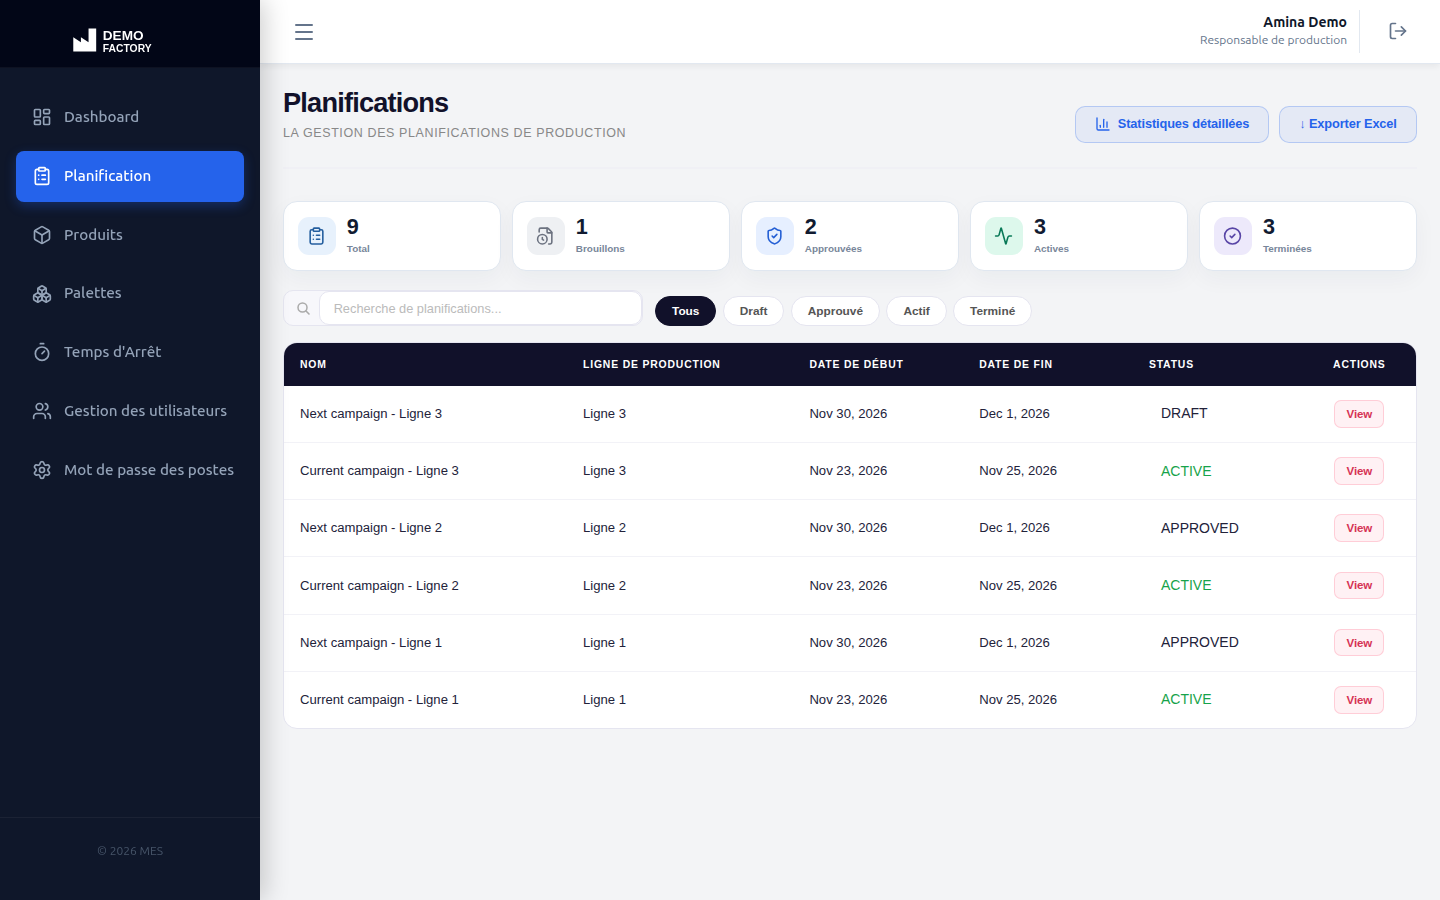 DEMO
FACTORY
Dashboard
Planification
Produits
Palettes
Temps d'Arrêt
Gestion des utilisateurs
Mot de passe des postes
© 2026 MES
Amina Demo
Responsable de production
Planifications
LA GESTION DES PLANIFICATIONS DE PRODUCTION
Statistiques détaillées
↓ Exporter Excel
9
Total
1
Brouillons
2
Approuvées
3
Actives
3
Terminées
Recherche de planifications...
Tous Draft Approuvé Actif Terminé
NOM LIGNE DE PRODUCTION DATE DE DÉBUT DATE DE FIN STATUS ACTIONS
Next campaign - Ligne 3 Ligne 3 Nov 30, 2026 Dec 1, 2026 DRAFT View
Current campaign - Ligne 3 Ligne 3 Nov 23, 2026 Nov 25, 2026 ACTIVE View
Next campaign - Ligne 2 Ligne 2 Nov 30, 2026 Dec 1, 2026 APPROVED View
Current campaign - Ligne 2 Ligne 2 Nov 23, 2026 Nov 25, 2026 ACTIVE View
Next campaign - Ligne 1 Ligne 1 Nov 30, 2026 Dec 1, 2026 APPROVED View
Current campaign - Ligne 1 Ligne 1 Nov 23, 2026 Nov 25, 2026 ACTIVE View